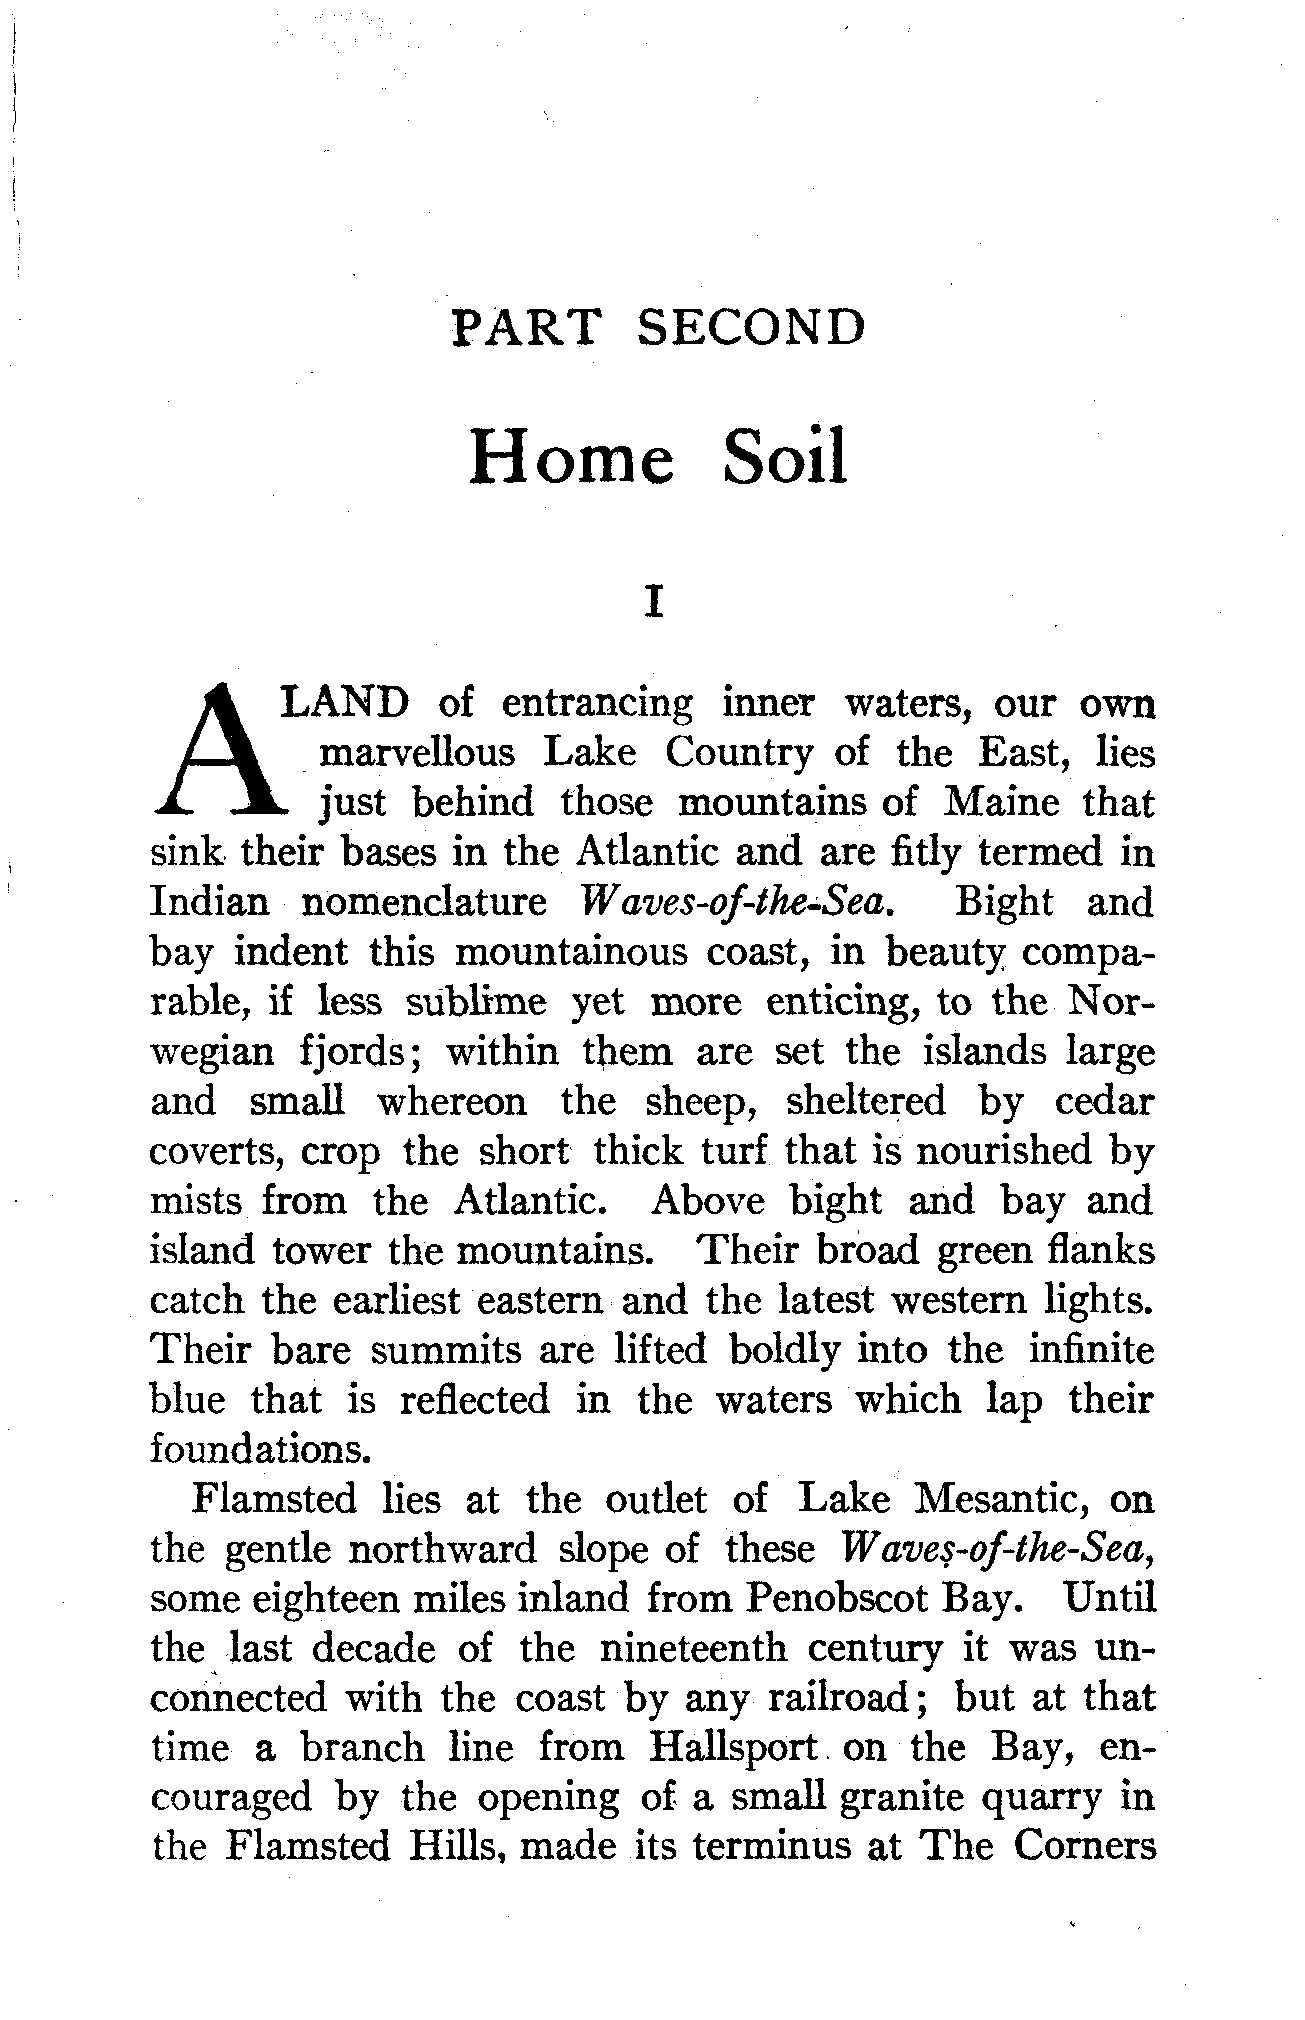 PART SECOND
Home Soil
I
A LAND of entrancing inner waters, our own
marvellous Lake Country of the East, lies
just behind those mountains of Maine that
sink their bases in the Atlantic and are fitly termed in
Indian nomenclature Waves-of-the-Sea. Bight and
bay indent this mountainous coast, in beauty compa-
rable, if less sublime yet more enticing, to the Nor-
wegian fjords; within them are set the islands large
and small whereon the sheep, sheltered by cedar
coverts, crop the short thick turf that is nourished by
mists from the Atlantic. Above bight and bay and
island tower the mountains. Their broad green flanks
catch the earliest eastern and the latest western lights.
Their bare summits are lifted boldly into the infinite
blue that is reflected in the waters which lap their
foundations.
Flamsted lies at the outlet of Lake Mesantic, on
the gentle northward slope of these Waves-of-the-Sea,
some eighteen miles inland from Penobscot Bay. Until
the last decade of the nineteenth century it was un-
connected with the coast by any railroad; but at that
time a branch line from Hallsport on the Bay, en-
couraged by the opening of a small granite quarry in
the Flamsted Hills, made its terminus at The Corners